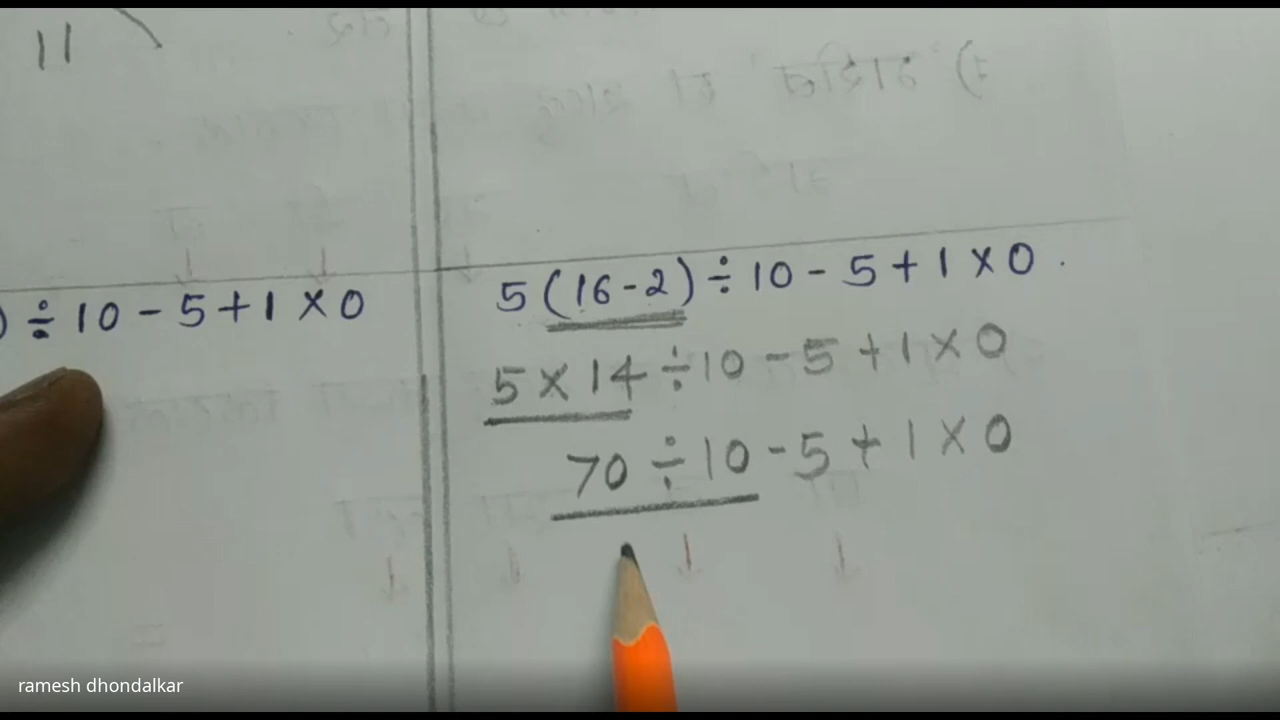 11
) ÷ 10 - 5 + 1 × 0
5 (16 - 2) ÷ 10 - 5 + 1 × 0 .
5 × 14 ÷ 10 - 5 + 1 × 0
70 ÷ 10 - 5 + 1 × 0
ramesh dhondalkar